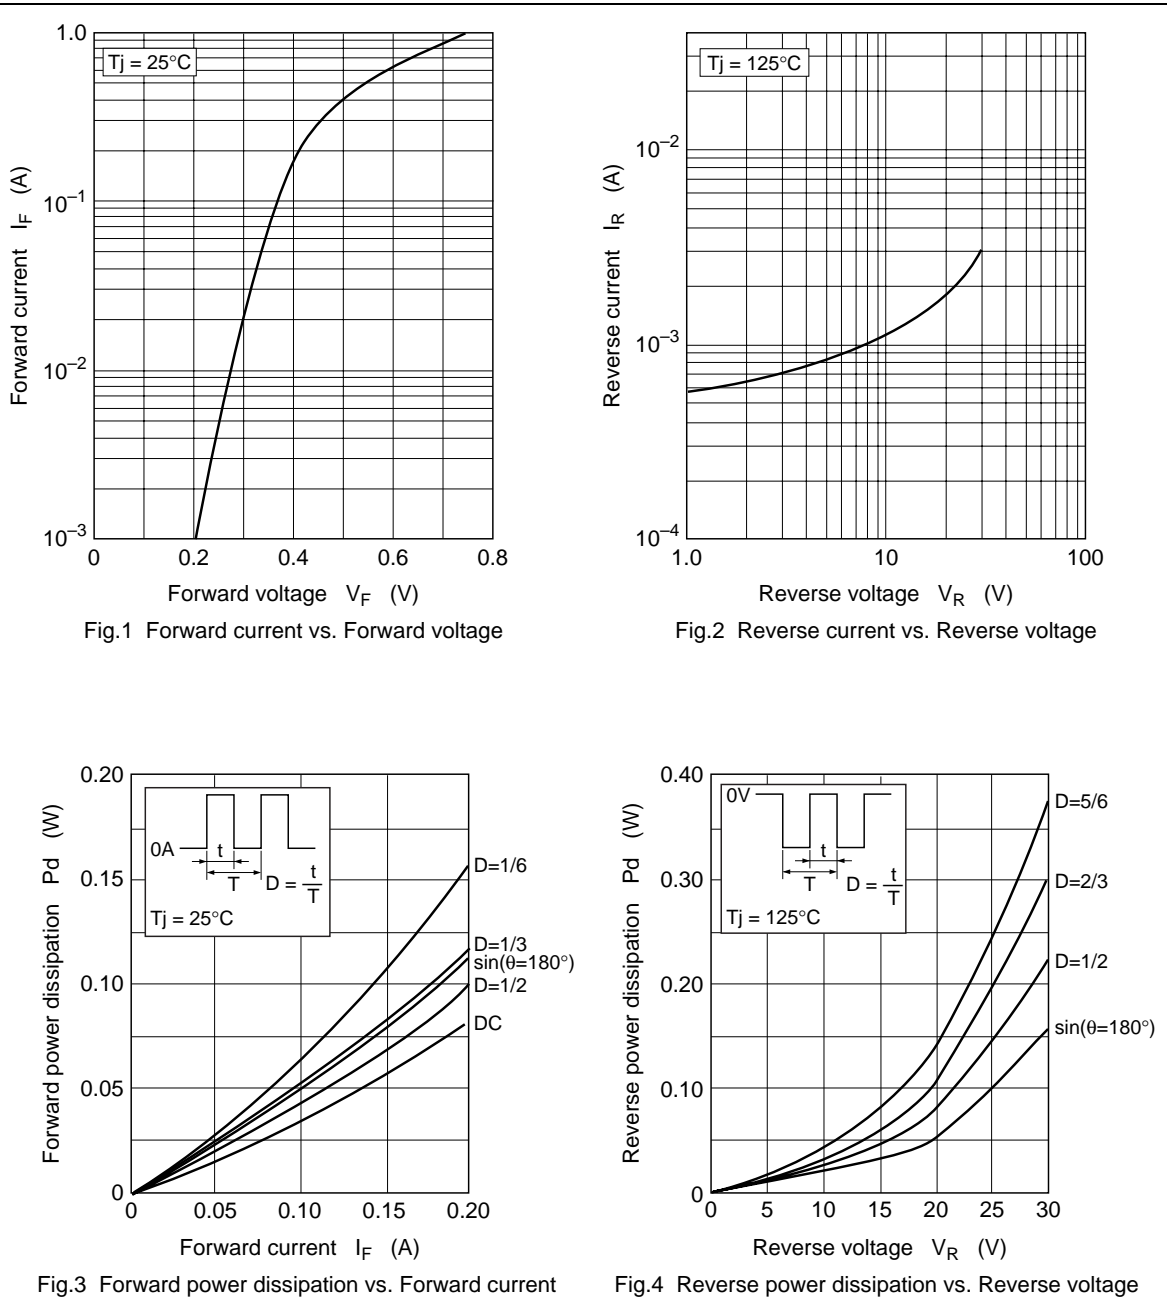 1.0
10–1
10–2
10–3
Tj = 25°C
Forward current IF (A)
0 0.2 0.4 0.6 0.8
Forward voltage VF (V)
Fig.1 Forward current vs. Forward voltage
10–2
10–3
10–4
Tj = 125°C
Reverse current IR (A)
1.0 10 100
Reverse voltage VR (V)
Fig.2 Reverse current vs. Reverse voltage
0.20
0.15
0.10
0.05
0
Forward power dissipation Pd (W)
0A
t
T
D = t/T
Tj = 25°C
D=1/6
D=1/3
sin(θ=180°)
D=1/2
DC
0 0.05 0.10 0.15 0.20
Forward current IF (A)
Fig.3 Forward power dissipation vs. Forward current
0.40
0.30
0.20
0.10
0
Reverse power dissipation Pd (W)
0V
t
T
D = t/T
Tj = 125°C
D=5/6
D=2/3
D=1/2
sin(θ=180°)
0 5 10 15 20 25 30
Reverse voltage VR (V)
Fig.4 Reverse power dissipation vs. Reverse voltage